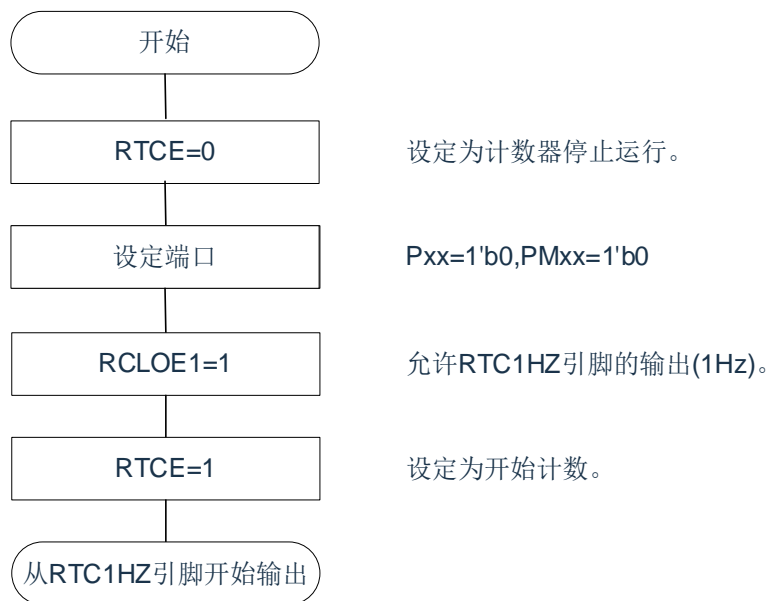 开始
RTCE=0
设定为计数器停止运行。
设定端口
Pxx=1'b0,PMxx=1'b0
RCLOE1=1
允许RTC1HZ引脚的输出(1Hz)。
RTCE=1
设定为开始计数。
从RTC1HZ引脚开始输出